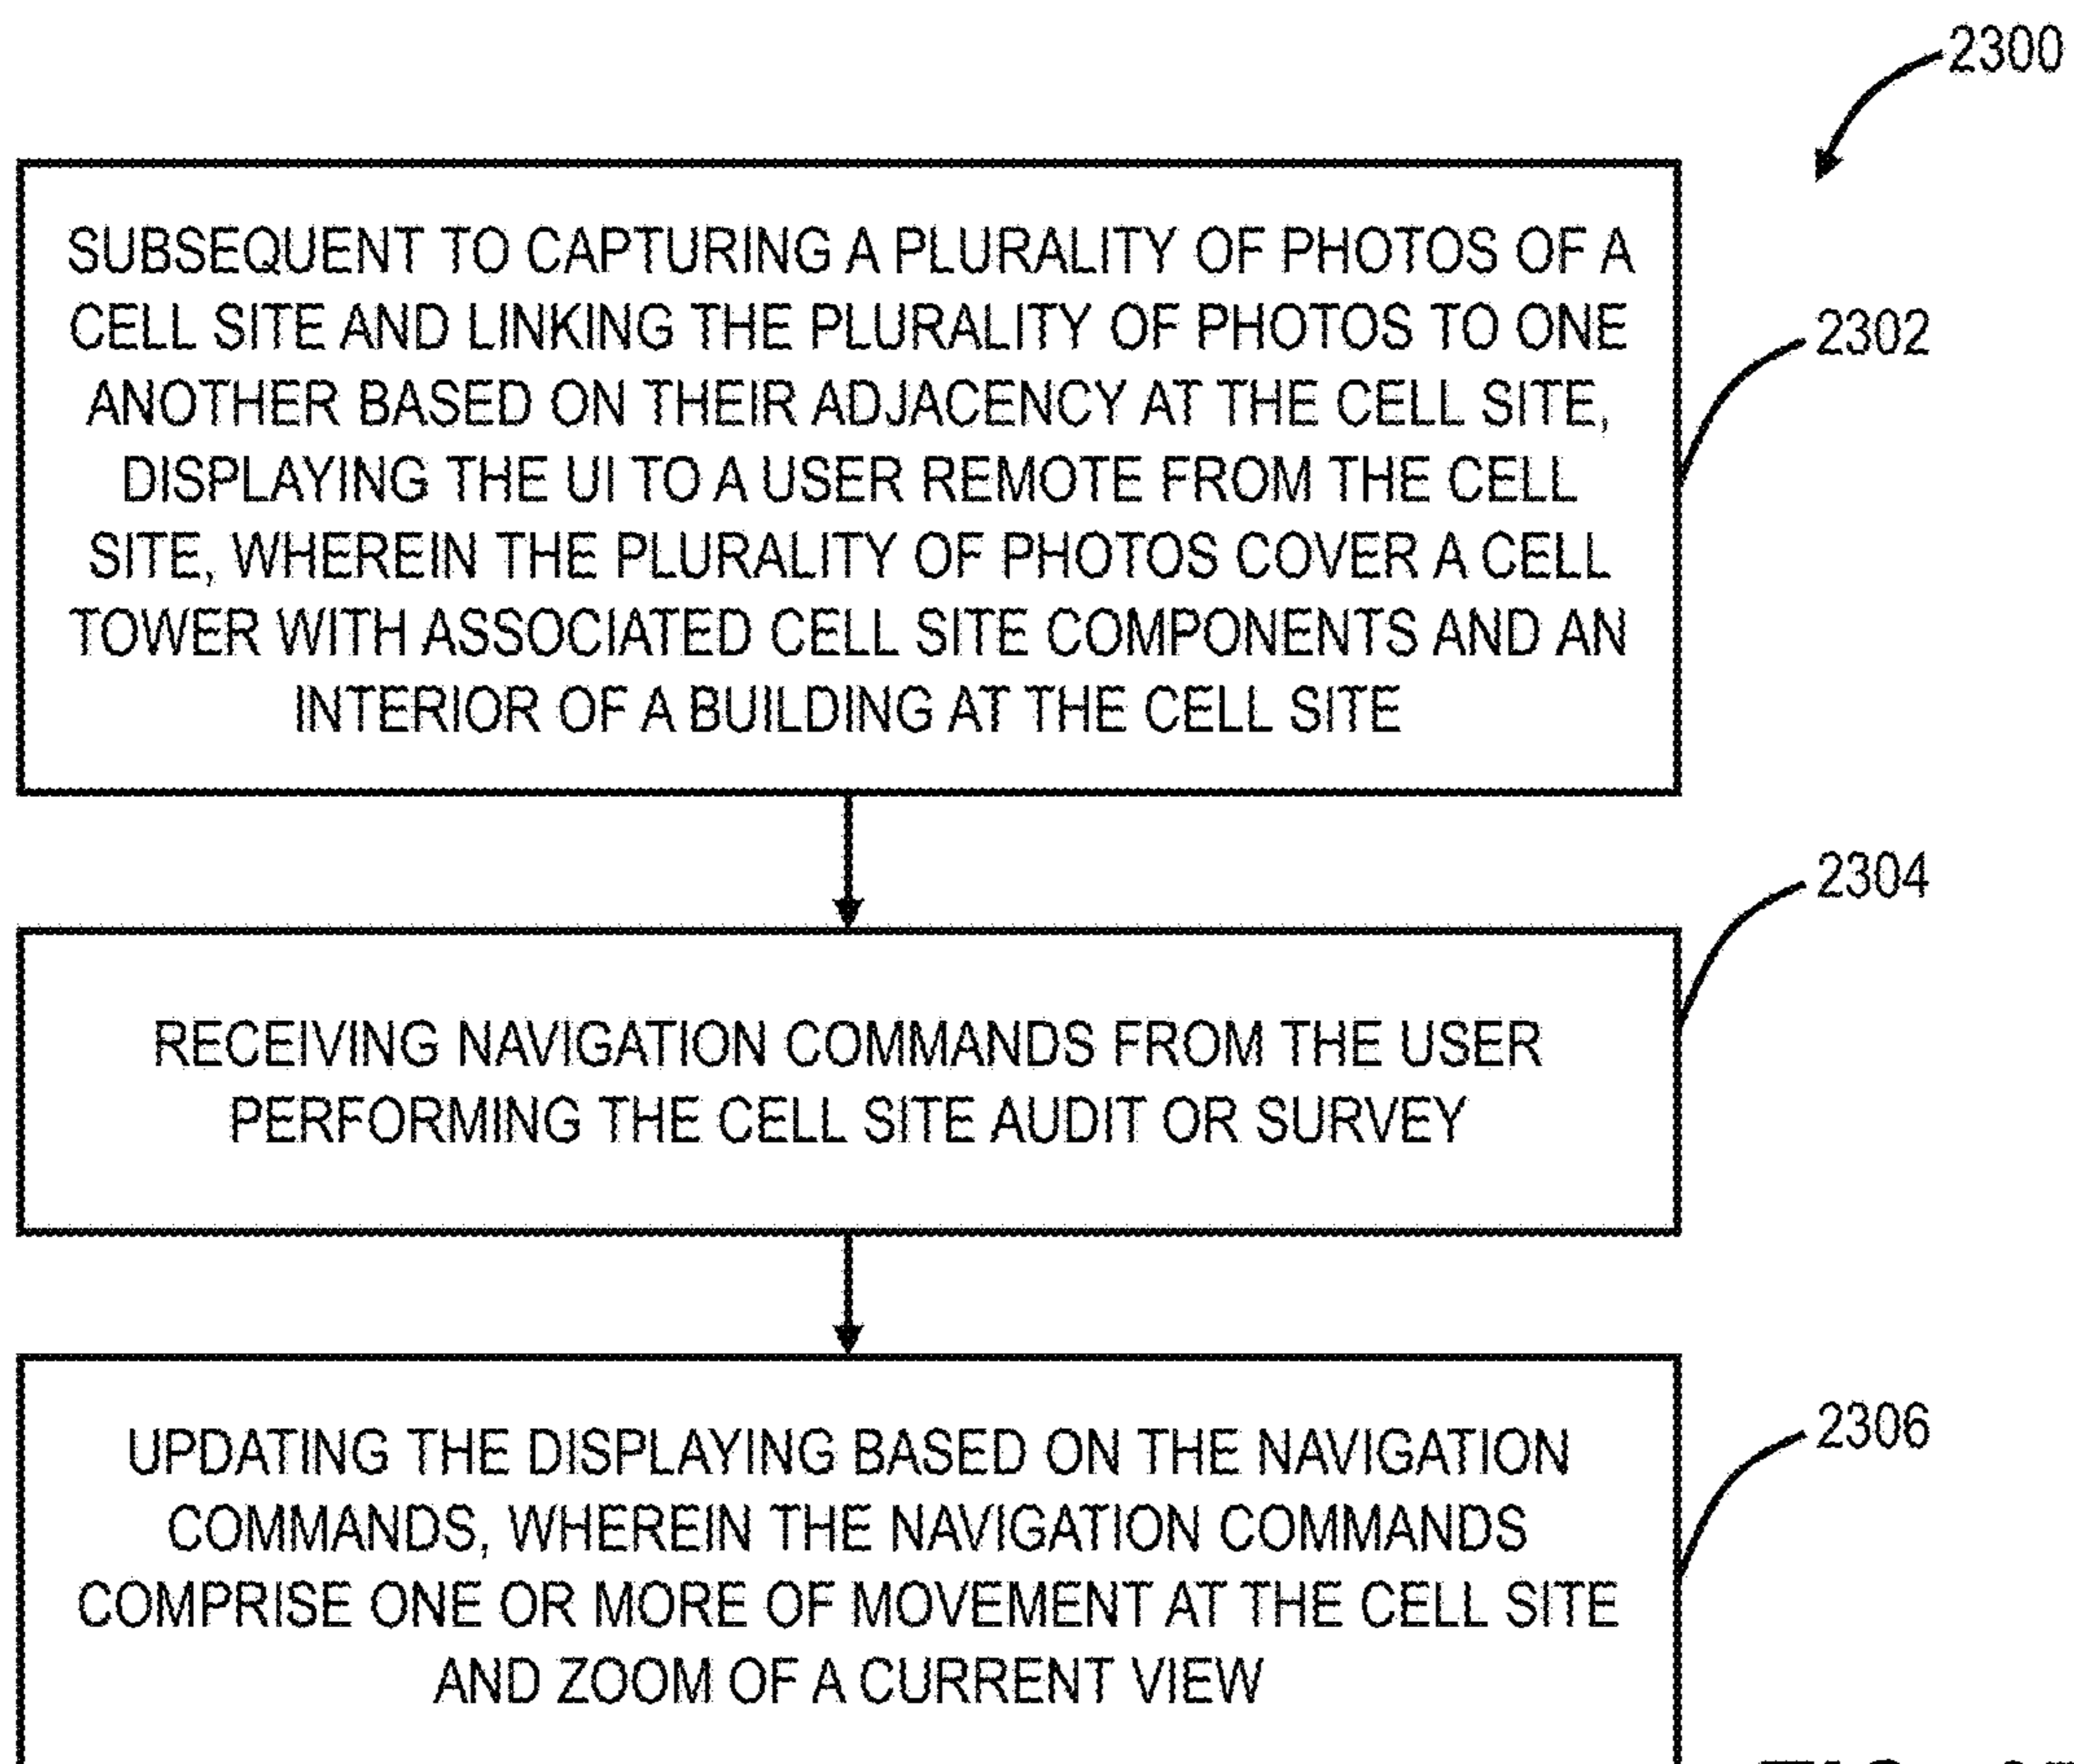 2300
SUBSEQUENT TO CAPTURING A PLURALITY OF PHOTOS OF A
CELL SITE AND LINKING THE PLURALITY OF PHOTOS TO ONE
ANOTHER BASED ON THEIR ADJACENCY AT THE CELL SITE,
DISPLAYING THE UI TO A USER REMOTE FROM THE CELL
SITE, WHEREIN THE PLURALITY OF PHOTOS COVER A CELL
TOWER WITH ASSOCIATED CELL SITE COMPONENTS AND AN
INTERIOR OF A BUILDING AT THE CELL SITE
2302
2304
RECEIVING NAVIGATION COMMANDS FROM THE USER
PERFORMING THE CELL SITE AUDIT OR SURVEY
2306
UPDATING THE DISPLAYING BASED ON THE NAVIGATION
COMMANDS, WHEREIN THE NAVIGATION COMMANDS
COMPRISE ONE OR MORE OF MOVEMENT AT THE CELL SITE
AND ZOOM OF A CURRENT VIEW